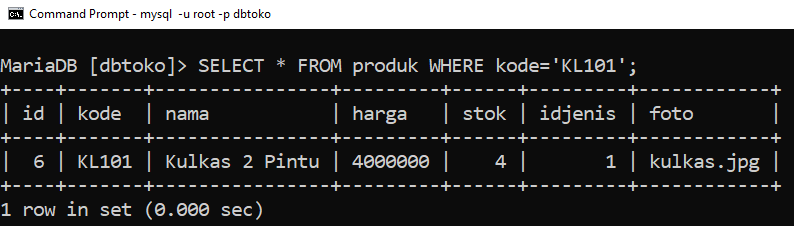 Command Prompt - mysql  -u root -p dbtoko
MariaDB [dbtoko]> SELECT * FROM produk WHERE kode='KL101';
+----+-------+----------------+---------+------+---------+------------+
| id | kode  | nama           | harga   | stok | idjenis | foto       |
+----+-------+----------------+---------+------+---------+------------+
|  6 | KL101 | Kulkas 2 Pintu | 4000000 |    4 |       1 | kulkas.jpg |
+----+-------+----------------+---------+------+---------+------------+
1 row in set (0.000 sec)